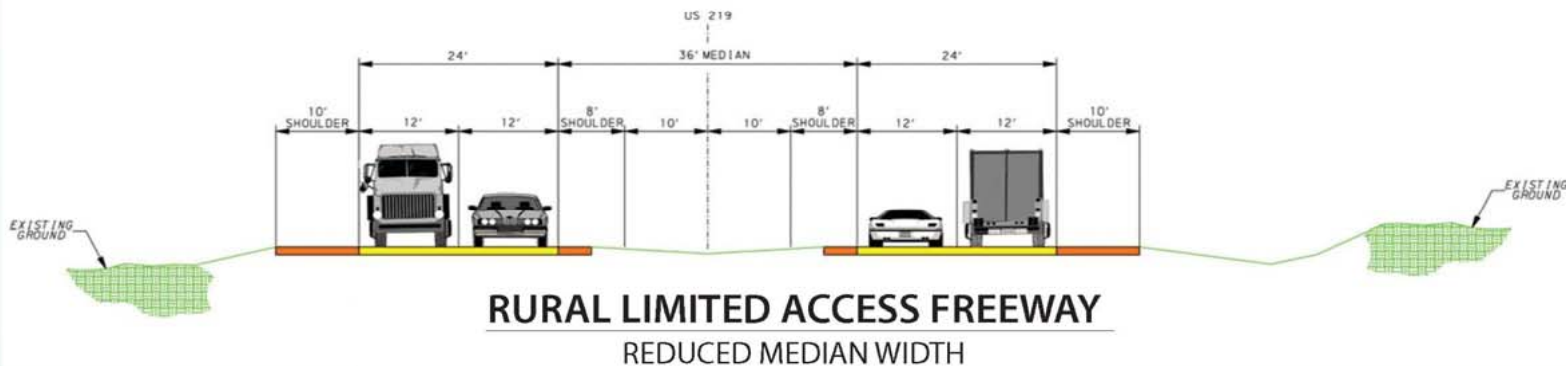 US 219
24'
36' MEDIAN
24'
10'
SHOULDER
12'
12'
8'
SHOULDER
10'
10'
8'
SHOULDER
12'
12'
10'
SHOULDER
EXISTING
GROUND
EXISTING
GROUND
RURAL LIMITED ACCESS FREEWAY
REDUCED MEDIAN WIDTH